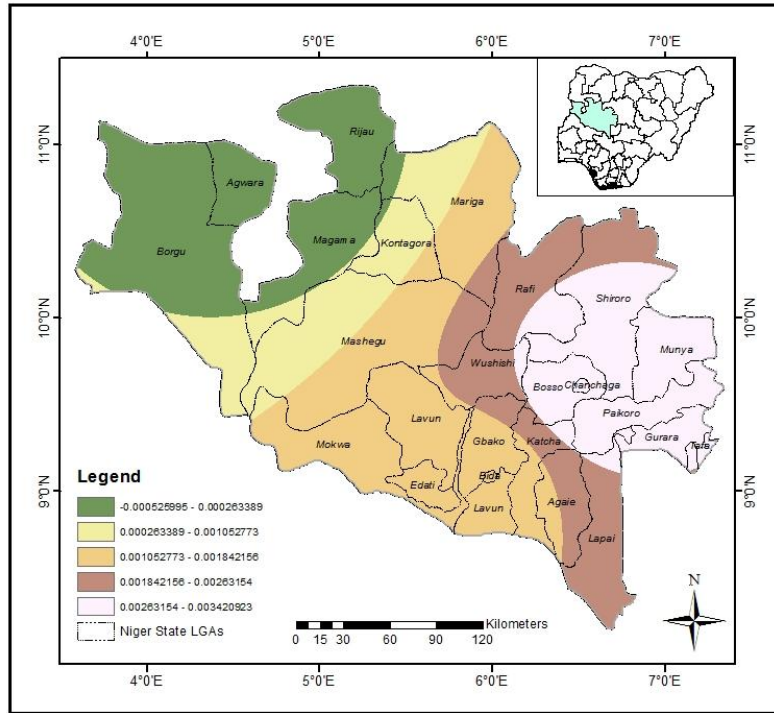 4°0'E 5°0'E 6°0'E 7°0'E
11°0'N 11°0'N
Rijau
Agwara
Mariga
Borgu
Magama
Kontagora
10°0'N 10°0'N
Rafi
Shiroro
Mashegu
Munya
Wushishi
Bosso
Chanchaga
Paikoro
Lavun
Mokwa
Gbako
Katcha
Gurara
Tafa
9°0'N 9°0'N
Edati
Bida
Lavun
Agaie
Lapai
Legend
-0.000525995 - 0.000263389
0.000263389 - 0.001052773
0.001052773 - 0.001842156
0.001842156 - 0.00263154
0.00263154 - 0.003420923
Niger State LGAs
N
Kilometers
0 15 30 60 90 120
4°0'E 5°0'E 6°0'E 7°0'E